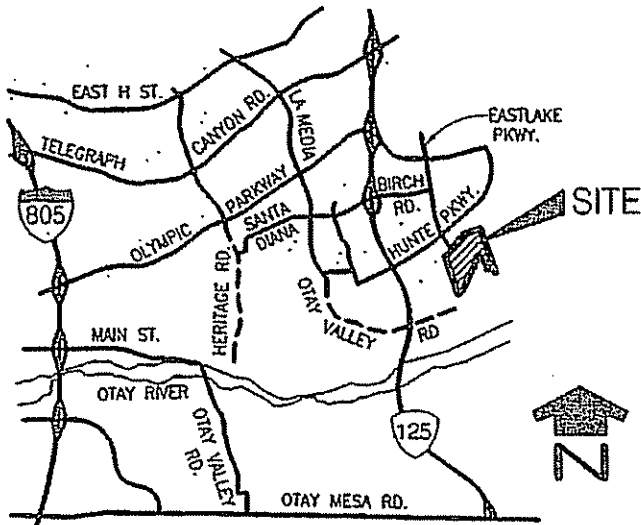 EAST H ST.
TELEGRAPH CANYON RD.
LA MEDIA
EASTLAKE
PKWY.
805
OLYMPIC PARKWAY
BIRCH
RD.
SANTA
DIANA
HUNTE PKWY.
SITE
HERITAGE RD.
OTAY VALLEY RD
MAIN ST.
OTAY RIVER
OTAY VALLEY
RD.
125
OTAY MESA RD.
N